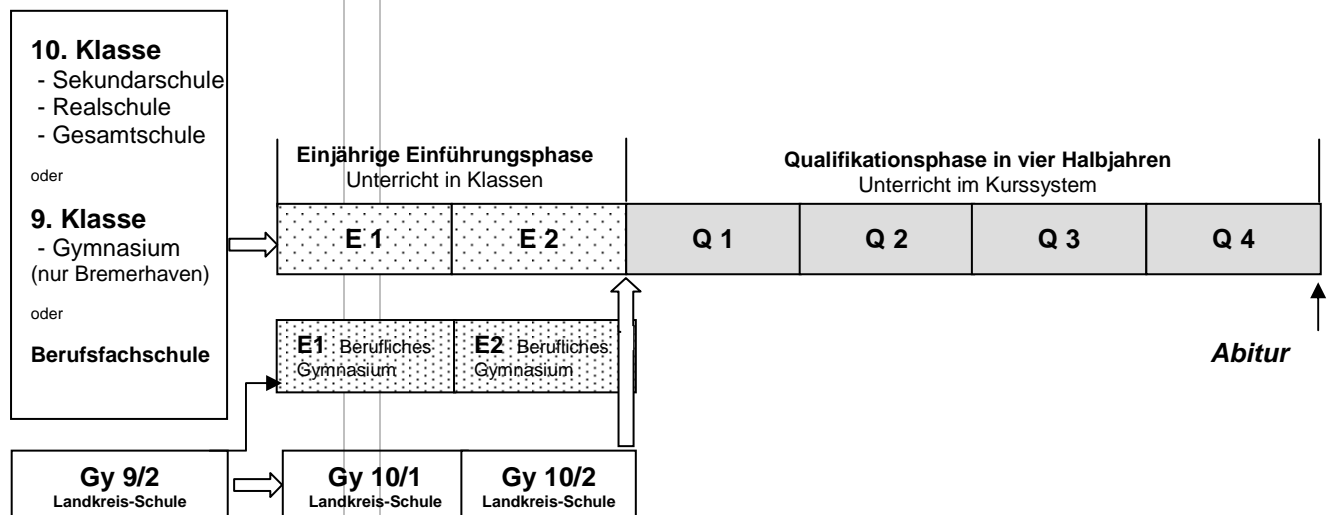 10. Klasse
- Sekundarschule
- Realschule
- Gesamtschule
oder
9. Klasse
- Gymnasium
(nur Bremerhaven)
oder
Berufsfachschule
Einjährige Einführungsphase
Unterricht in Klassen
Qualifikationsphase in vier Halbjahren
Unterricht im Kurssystem
E 1
E 2
Q 1
Q 2
Q 3
Q 4
E1 Berufliches
Gymnasium
E2 Berufliches
Gymnasium
Abitur
Gy 9/2
Landkreis-Schule
Gy 10/1
Landkreis-Schule
Gy 10/2
Landkreis-Schule